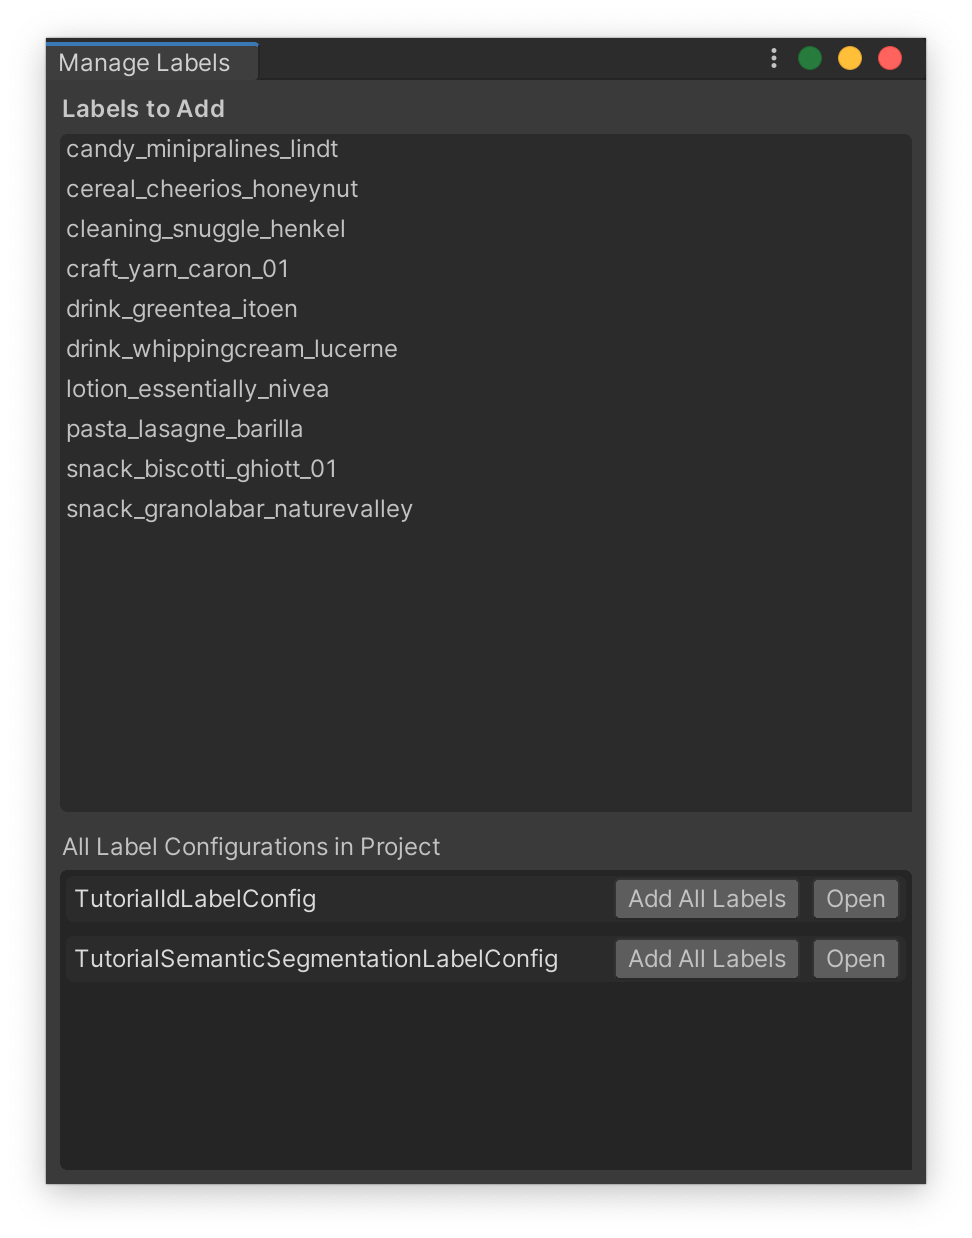 Manage Labels
Labels to Add
candy_minipralines_lindt
cereal_cheerios_honeynut
cleaning_snuggle_henkel
craft_yarn_caron_01
drink_greentea_itoen
drink_whippingcream_lucerne
lotion_essentially_nivea
pasta_lasagne_barilla
snack_biscotti_ghiott_01
snack_granolabar_naturevalley
All Label Configurations in Project
TutorialIdLabelConfig Add All Labels Open
TutorialSemanticSegmentationLabelConfig Add All Labels Open